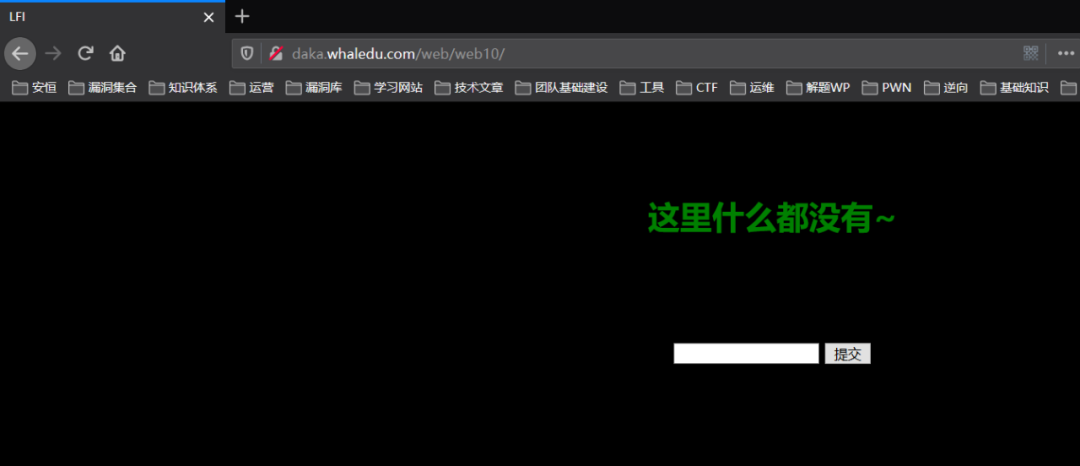 LFI
daka.whaledu.com/web/web10/
安恒 漏洞集合 知识体系 运营 漏洞库 学习网站 技术文章 团队基础建设 工具 CTF 运维 解题WP PWN 逆向 基础知识
这里什么都没有~
提交